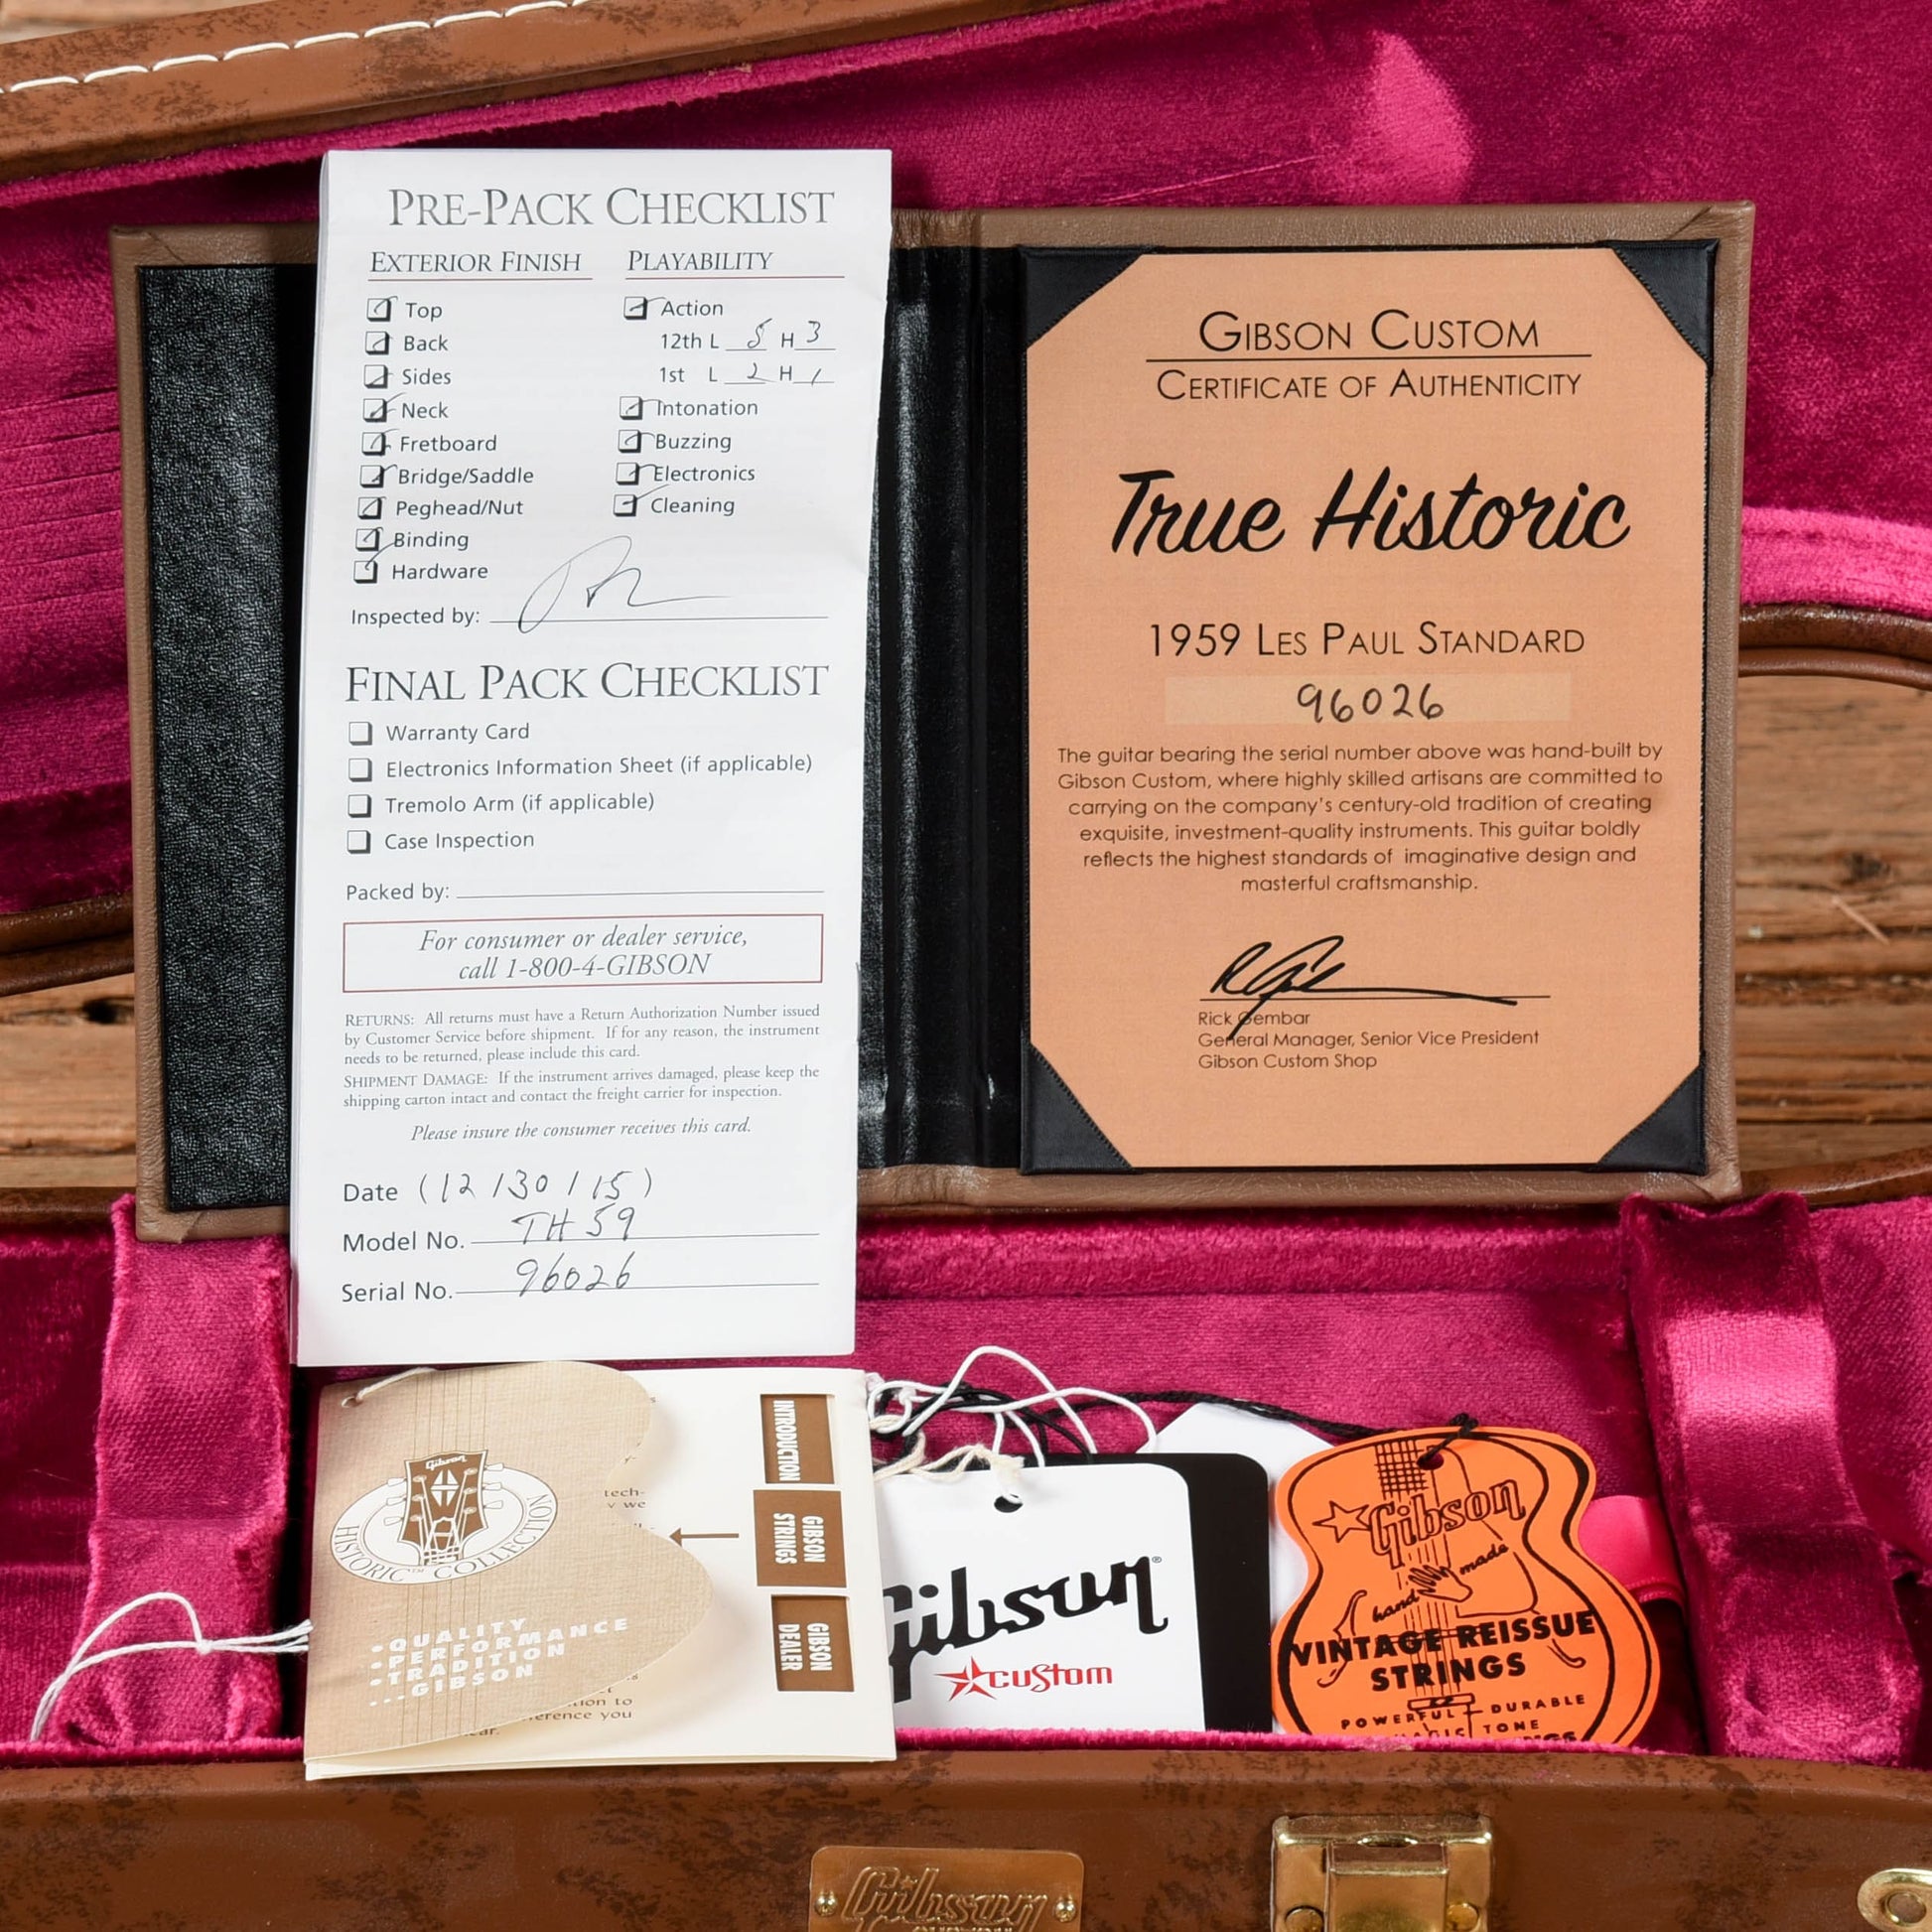 PRE-PACK CHECKLIST
EXTERIOR FINISH
Top
Back
Sides
Neck
Fretboard
Bridge/Saddle
Peghead/Nut
Binding
Hardware
PLAYABILITY
Action
12th L 5 H 3
1st L 2 H 1
Intonation
Buzzing
Electronics
Cleaning
Inspected by:
FINAL PACK CHECKLIST
Warranty Card
Electronics Information Sheet (if applicable)
Tremolo Arm (if applicable)
Case Inspection
Packed by:
For consumer or dealer service,
call 1-800-4-GIBSON
RETURNS: All returns must have a Return Authorization Number issued
by Customer Service before shipment. If for any reason, the instrument
needs to be returned, please include this card.
SHIPMENT DAMAGE: If the instrument arrives damaged, please keep the
shipping carton intact and contact the freight carrier for inspection.
Please insure the consumer receives this card.
Date (12/30/15)
Model No. TH59
Serial No. 96026
GIBSON CUSTOM
CERTIFICATE OF AUTHENTICITY
True Historic
1959 LES PAUL STANDARD
96026
The guitar bearing the serial number above was hand-built by
Gibson Custom, where highly skilled artisans are committed to
carrying on the company's century-old tradition of creating
exquisite, investment-quality instruments. This guitar boldly
reflects the highest standards of imaginative design and
masterful craftsmanship.
Rick Gembar
General Manager, Senior Vice President
Gibson Custom Shop
Gibson
HISTORIC™ COLLECTION
•QUALITY
•PERFORMANCE
•TRADITION
...GIBSON
tech-
we
to
you
INTRODUCTION
GIBSON
STRINGS
GIBSON
DEALER
Gibson®
custom
Gibson
hand made
VINTAGE REISSUE
STRINGS
POWERFUL - DURABLE
TONE
Gibson